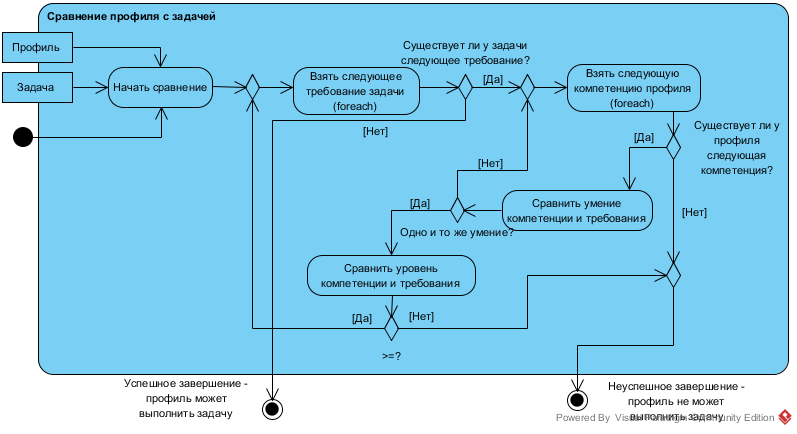 Сравнение профиля с задачей
Профиль
Задача
Начать сравнение
Взять следующее
требование задачи
(foreach)
Существует ли у задачи
следующее требование?
[Да]
[Нет]
Взять следующую
компетенцию профиля
(foreach)
Существует ли у
профиля
следующая
компетенция?
[Да]
[Нет]
Сравнить умение
компетенции и требования
[Нет]
[Да]
Одно и то же умение?
Сравнить уровень
компетенции и требования
[Да]
[Нет]
>=?
Успешное завершение -
профиль может
выполнить задачу
Неуспешное завершение -
профиль не может
выполнить задачу
Powered By Visual Paradigm Community Edition